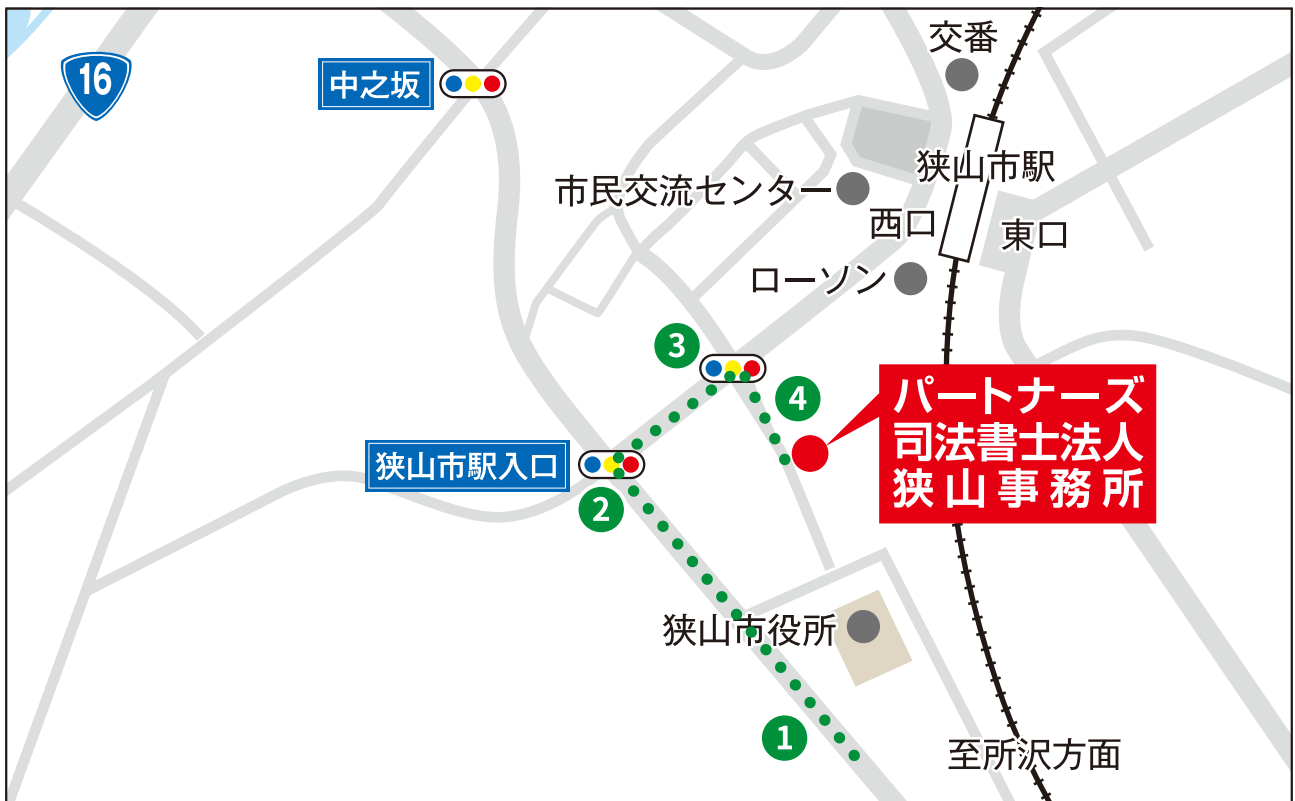 交番
16
中之坂
狭山市駅
市民交流センター
西口
東口
ローソン
3
4
パートナーズ
司法書士法人
狭山事務所
狭山市駅入口
2
狭山市役所
1
至所沢方面